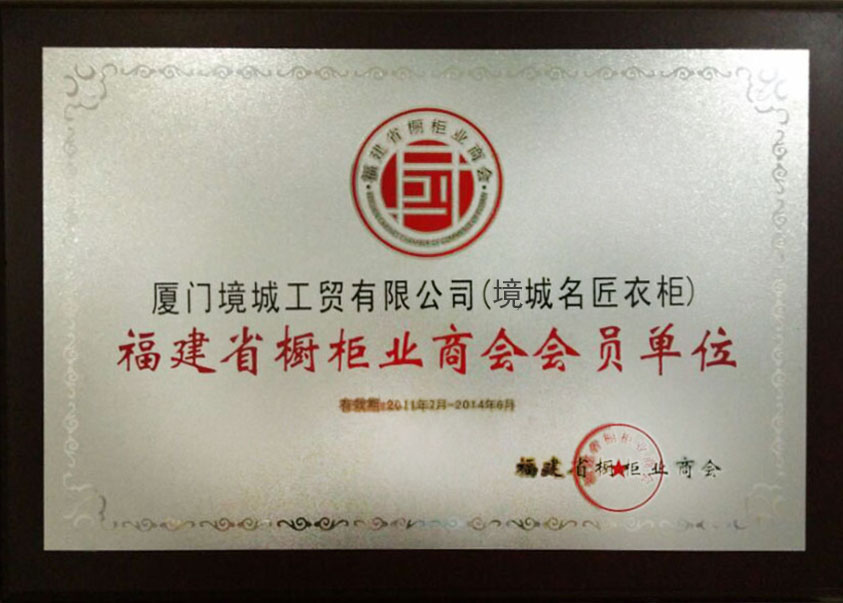 福建省橱柜业商会
厦门境城工贸有限公司(境城名匠衣柜)
福建省橱柜业商会会员单位
有效期:2011年7月-2014年6月
福建省橱柜业商会